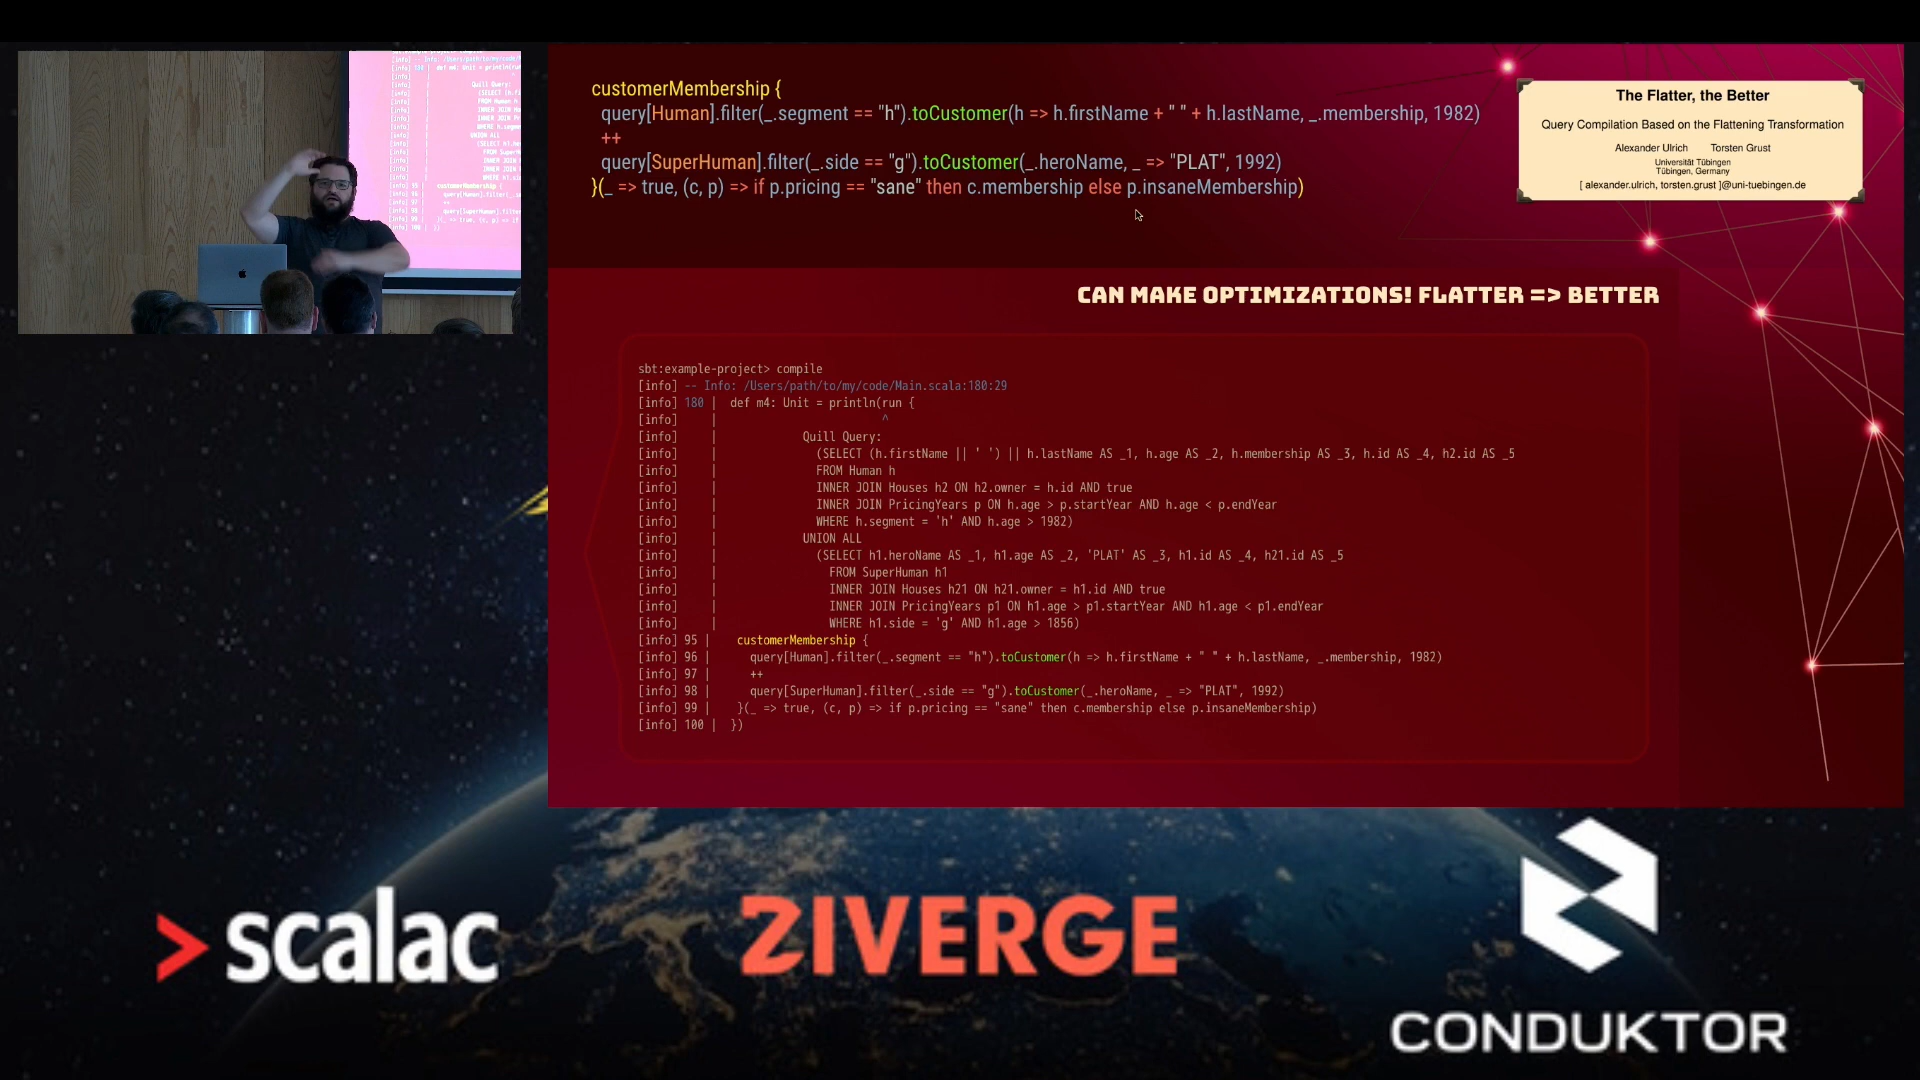 customerMembership {
query[Human].filter(_.segment == "h").toCustomer(h => h.firstName + " " + h.lastName, _.membership, 1982)
++
query[SuperHuman].filter(_.side == "g").toCustomer(_.heroName, _ => "PLAT", 1992)
}(_ => true, (c, p) => if p.pricing == "sane" then c.membership else p.insaneMembership)
The Flatter, the Better
Query Compilation Based on the Flattening Transformation
Alexander Ulrich Torsten Grust
Universität Tübingen
Tübingen, Germany
[ alexander.ulrich, torsten.grust ]@uni-tuebingen.de
CAN MAKE OPTIMIZATIONS! FLATTER => BETTER
sbt:example-project> compile
[info] -- Info: /Users/path/to/my/code/Main.scala:180:29
[info] 180 | def m4: Unit = println(run {
[info] | ^
[info] | Quill Query:
[info] | (SELECT (h.firstName || ' ') || h.lastName AS _1, h.age AS _2, h.membership AS _3, h.id AS _4, h2.id AS _5
[info] | FROM Human h
[info] | INNER JOIN Houses h2 ON h2.owner = h.id AND true
[info] | INNER JOIN PricingYears p ON h.age > p.startYear AND h.age < p.endYear
[info] | WHERE h.segment = 'h' AND h.age > 1982)
[info] | UNION ALL
[info] | (SELECT h1.heroName AS _1, h1.age AS _2, 'PLAT' AS _3, h1.id AS _4, h21.id AS _5
[info] | FROM SuperHuman h1
[info] | INNER JOIN Houses h21 ON h21.owner = h1.id AND true
[info] | INNER JOIN PricingYears p1 ON h1.age > p1.startYear AND h1.age < p1.endYear
[info] | WHERE h1.side = 'g' AND h1.age > 1856)
[info] 95 | customerMembership {
[info] 96 | query[Human].filter(_.segment == "h").toCustomer(h => h.firstName + " " + h.lastName, _.membership, 1982)
[info] 97 | ++
[info] 98 | query[SuperHuman].filter(_.side == "g").toCustomer(_.heroName, _ => "PLAT", 1992)
[info] 99 | }(_ => true, (c, p) => if p.pricing == "sane" then c.membership else p.insaneMembership)
[info] 100 | })
scalac
ZIVERGE
CONDUKTOR